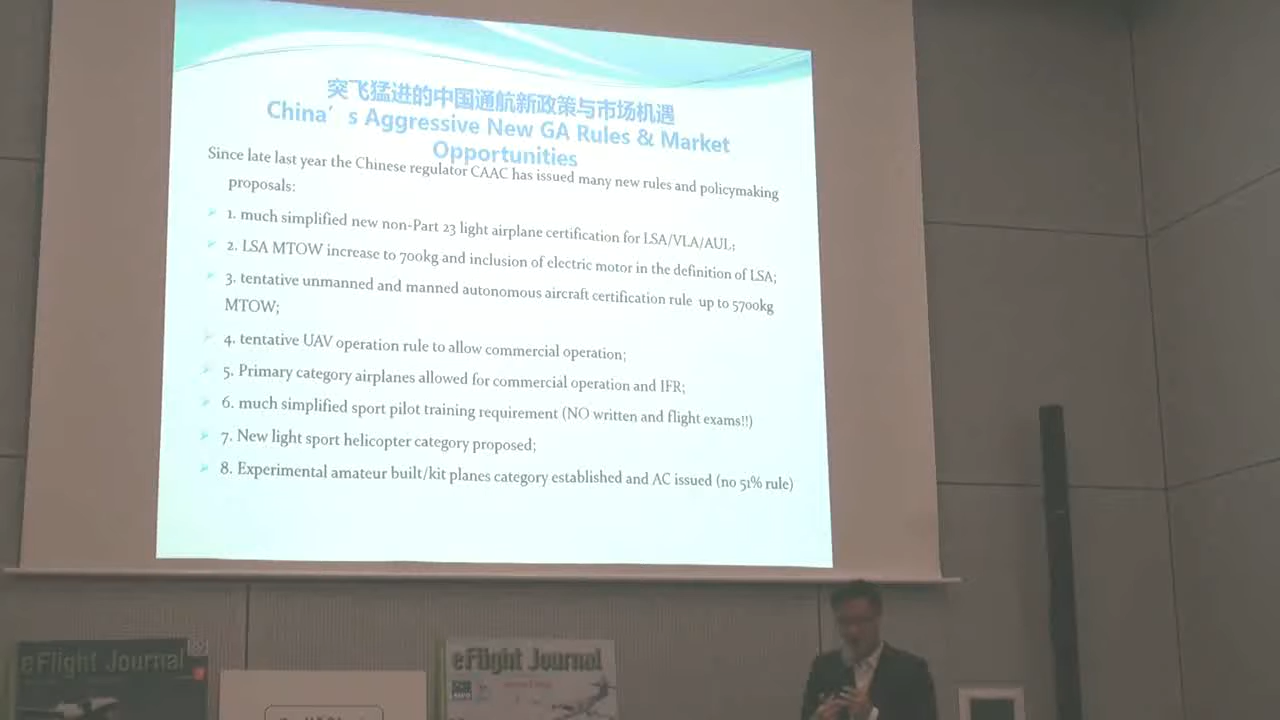 突飞猛进的中国通航新政策与市场机遇
China's Aggressive New GA Rules & Market
Opportunities
Since late last year the Chinese regulator CAAC has issued many new rules and policymaking
proposals:
1. much simplified new non-Part 23 light airplane certification for LSA/VLA/AUL;
2. LSA MTOW increase to 700kg and inclusion of electric motor in the definition of LSA;
3. tentative unmanned and manned autonomous aircraft certification rule up to 5700kg
MTOW;
4. tentative UAV operation rule to allow commercial operation;
5. Primary category airplanes allowed for commercial operation and IFR;
6. much simplified sport pilot training requirement (NO written and flight exams!!)
7. New light sport helicopter category proposed;
8. Experimental amateur built/kit planes category established and AC issued (no 51% rule)
eFlight Journal
eFlight Journal